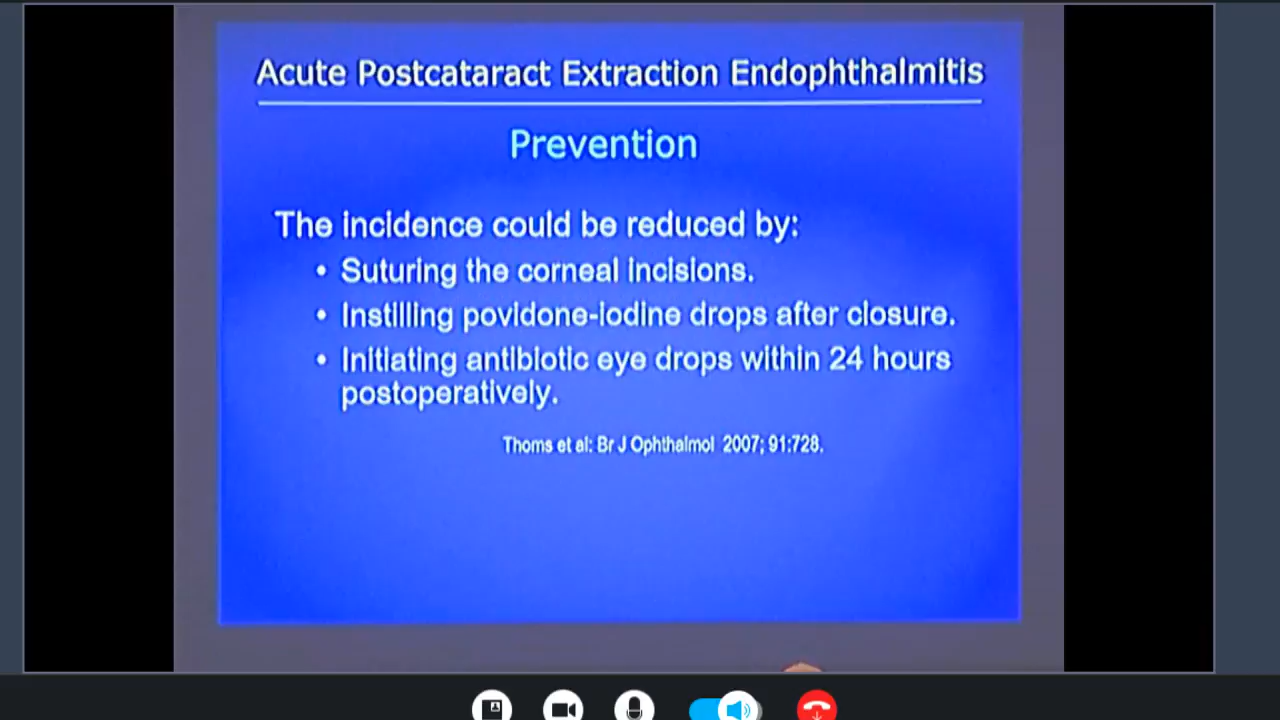 Acute Postcataract Extraction Endophthalmitis
Prevention
The incidence could be reduced by:
• Suturing the corneal incisions.
• Instilling povidone-iodine drops after closure.
• Initiating antibiotic eye drops within 24 hours
postoperatively.
Thoms et al: Br J Ophthalmol 2007; 91:728.